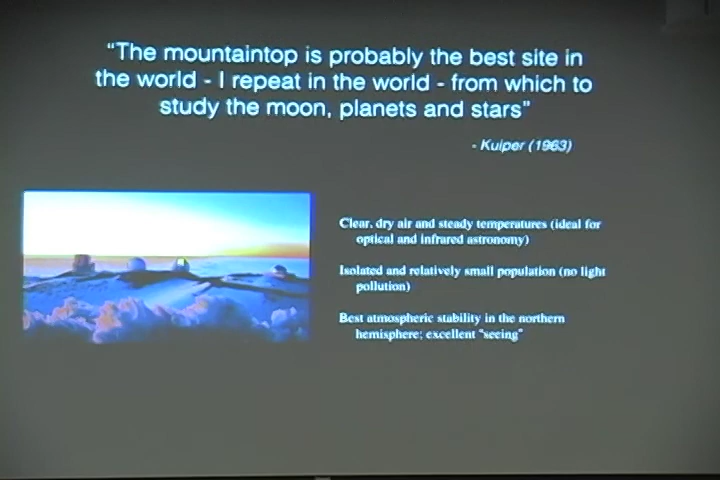 "The mountaintop is probably the best site in
the world - I repeat in the world - from which to
study the moon, planets and stars"
- Kuiper (1963)
Clear, dry air and steady temperatures (ideal for
optical and infrared astronomy)
Isolated and relatively small population (no light
pollution)
Best atmospheric stability in the northern
hemisphere; excellent "seeing"